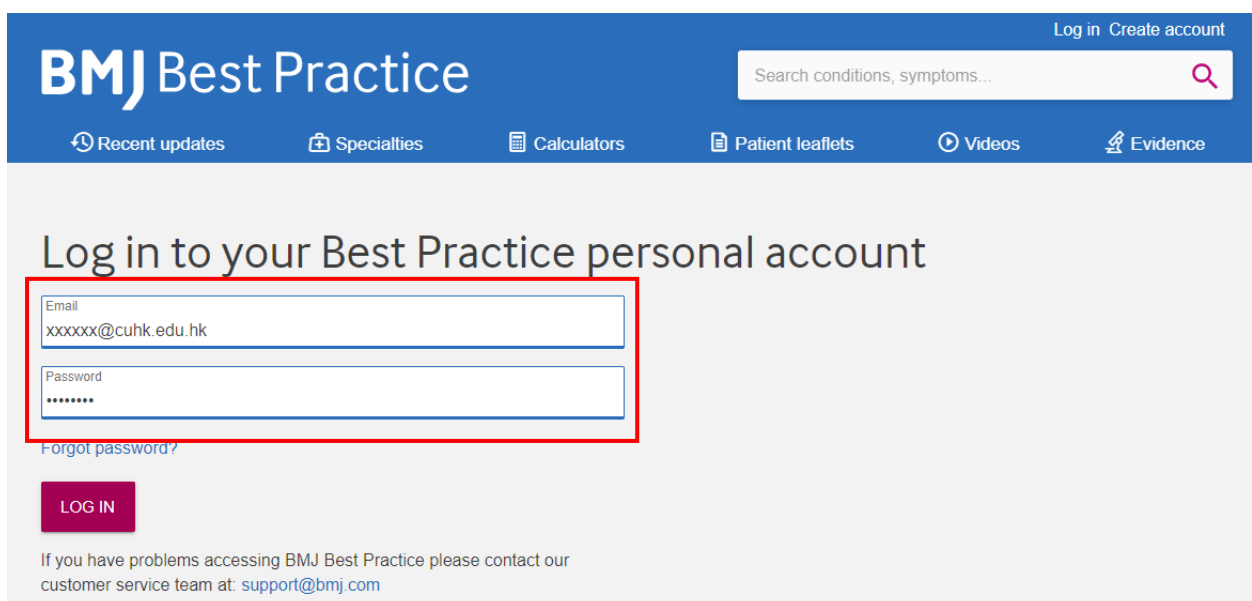 Log in Create account
BMJ Best Practice
Search conditions, symptoms...
Recent updates Specialties Calculators Patient leaflets Videos Evidence
Log in to your Best Practice personal account
Email
xxxxxx@cuhk.edu.hk
Password
••••••••
Forgot password?
LOG IN
If you have problems accessing BMJ Best Practice please contact our
customer service team at: support@bmj.com